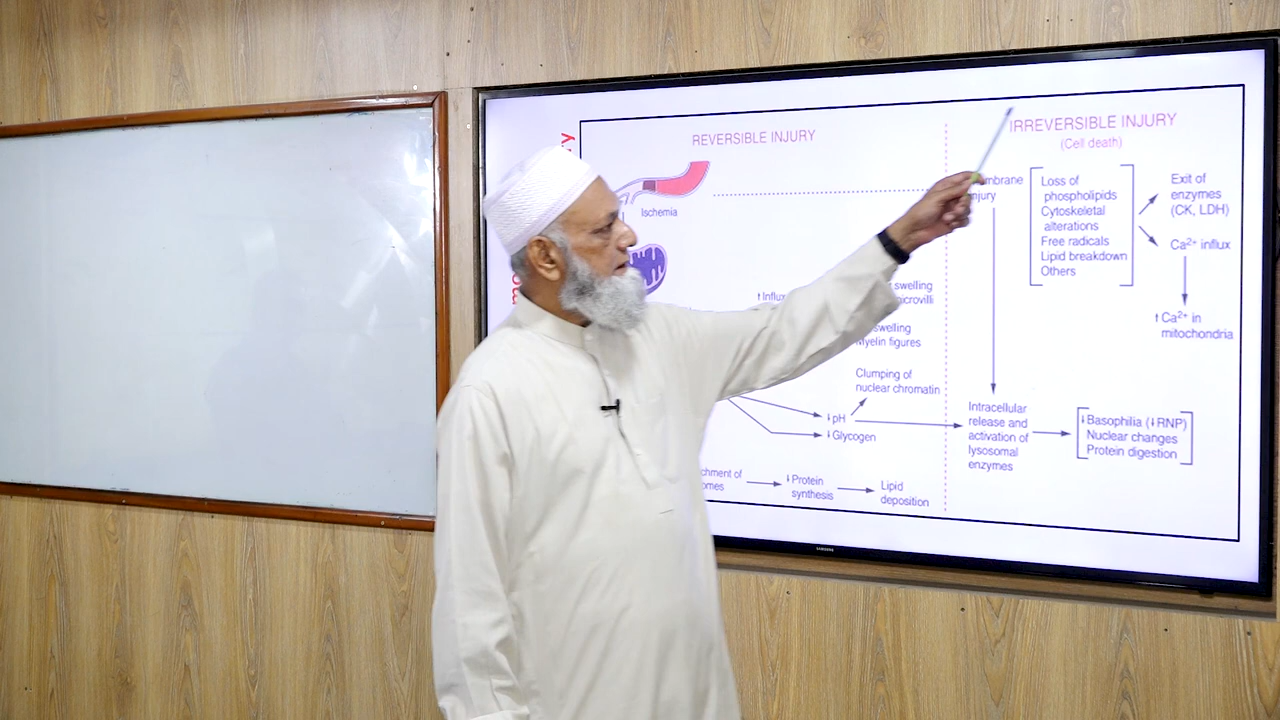 REVERSIBLE INJURY
Ischemia
↑ Influx
swelling
swelling
Myelin figures
Clumping of
nuclear chromatin
↓pH
↓Glycogen
↓Protein
synthesis
Lipid
deposition
IRREVERSIBLE INJURY
(Cell death)
Loss of
phospholipids
Cytoskeletal
alterations
Free radicals
Lipid breakdown
Others
Exit of
enzymes
(CK, LDH)
Ca²⁺ influx
↑Ca²⁺ in
mitochondria
Intracellular
release and
activation of
lysosomal
enzymes
↓Basophilia (↓RNP)
Nuclear changes
Protein digestion
SAMSUNG